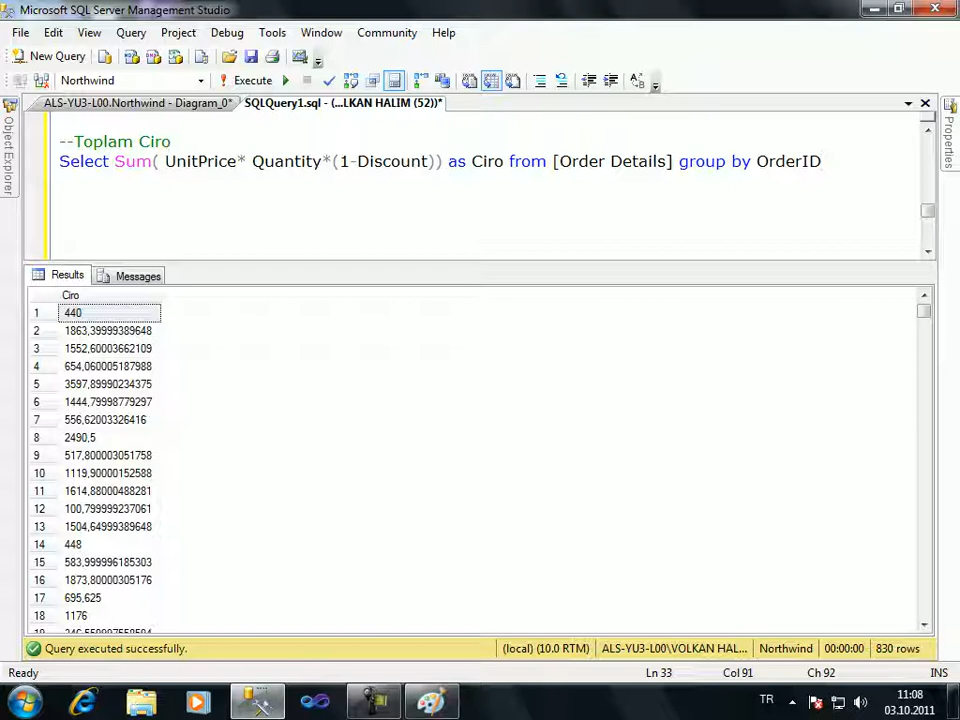 Microsoft SQL Server Management Studio
File Edit View Query Project Debug Tools Window Community Help
New Query
Northwind Execute
ALS-YU3-L00.Northwind - Diagram_0* SQLQuery1.sql - (...LKAN HALIM (52))*
Object Explorer
Properties
--Toplam Ciro
Select Sum( UnitPrice* Quantity*(1-Discount)) as Ciro from [Order Details] group by OrderID
Results Messages
Ciro
1 440
2 1863,39999389648
3 1552,60003662109
4 654,060005187988
5 3597,89990234375
6 1444,79998779297
7 556,62003326416
8 2490,5
9 517,800003051758
10 1119,90000152588
11 1614,88000488281
12 100,799999237061
13 1504,64999389648
14 448
15 583,999996185303
16 1873,80000305176
17 695,625
18 1176
Query executed successfully. (local) (10.0 RTM) ALS-YU3-L00\VOLKAN HAL... Northwind 00:00:00 830 rows
Ready Ln 33 Col 91 Ch 92 INS
TR 11:08
03.10.2011